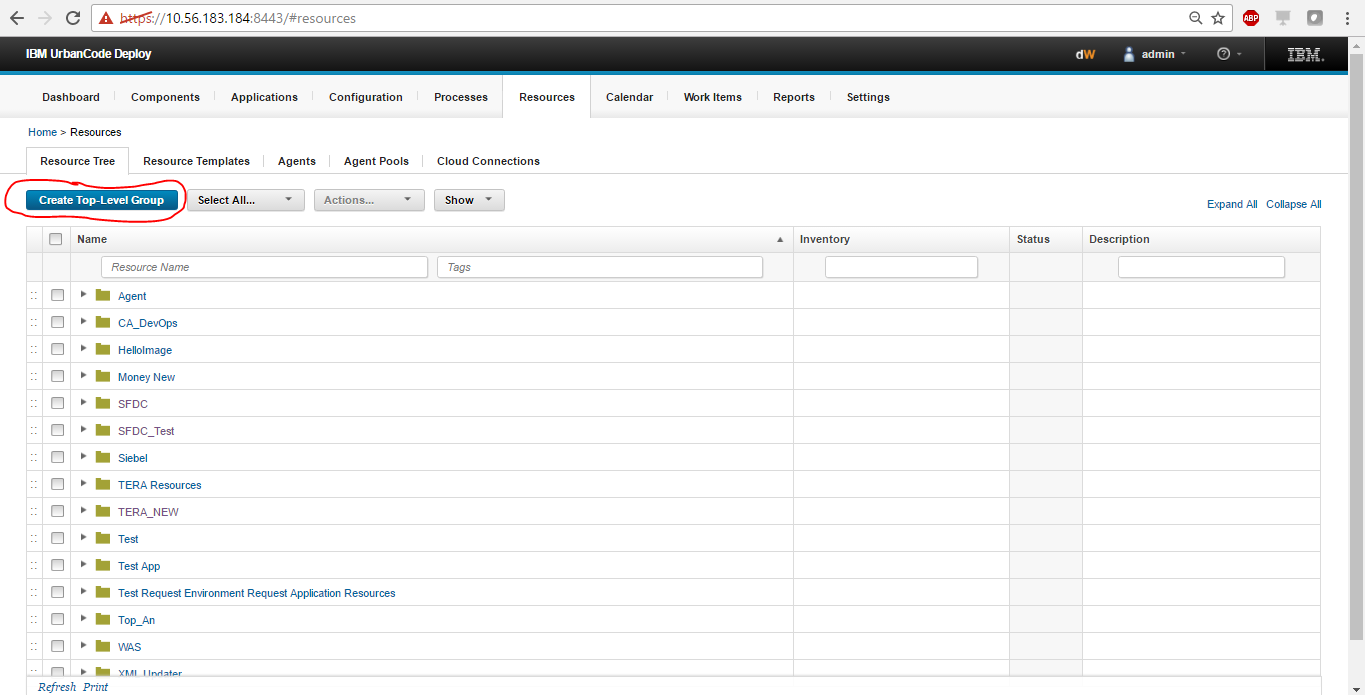 https://10.56.183.184:8443/#resources
ABP
IBM UrbanCode Deploy
dW
admin
?
IBM.
Dashboard
Components
Applications
Configuration
Processes
Resources
Calendar
Work Items
Reports
Settings
Home > Resources
Resource Tree
Resource Templates
Agents
Agent Pools
Cloud Connections
Create Top-Level Group
Select All...
Actions...
Show
Expand All
Collapse All
Name
Inventory
Status
Description
Resource Name
Tags
Agent
CA_DevOps
HelloImage
Money New
SFDC
SFDC_Test
Siebel
TERA Resources
TERA_NEW
Test
Test App
Test Request Environment Request Application Resources
Top_An
WAS
XML Updater
Refresh Print